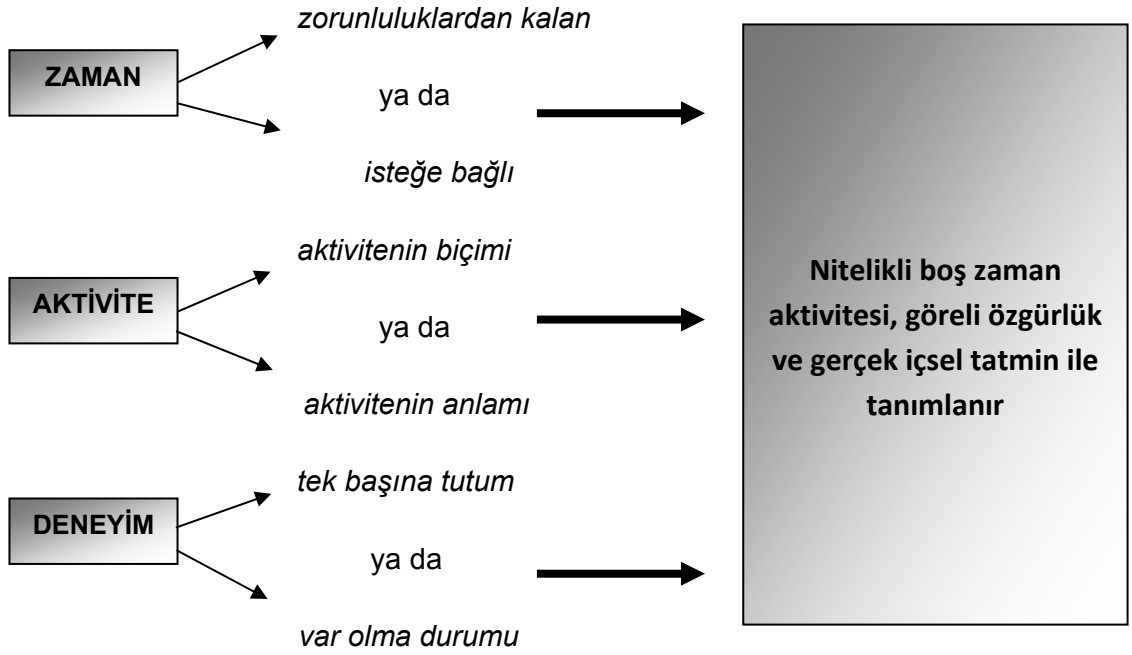 zorunluluklardan kalan
ZAMAN
ya da
isteğe bağlı
aktivitenin biçimi
AKTİVİTE
ya da
aktivitenin anlamı
tek başına tutum
DENEYİM
ya da
var olma durumu
Nitelikli boş zaman
aktivitesi, göreli özgürlük
ve gerçek içsel tatmin ile
tanımlanır